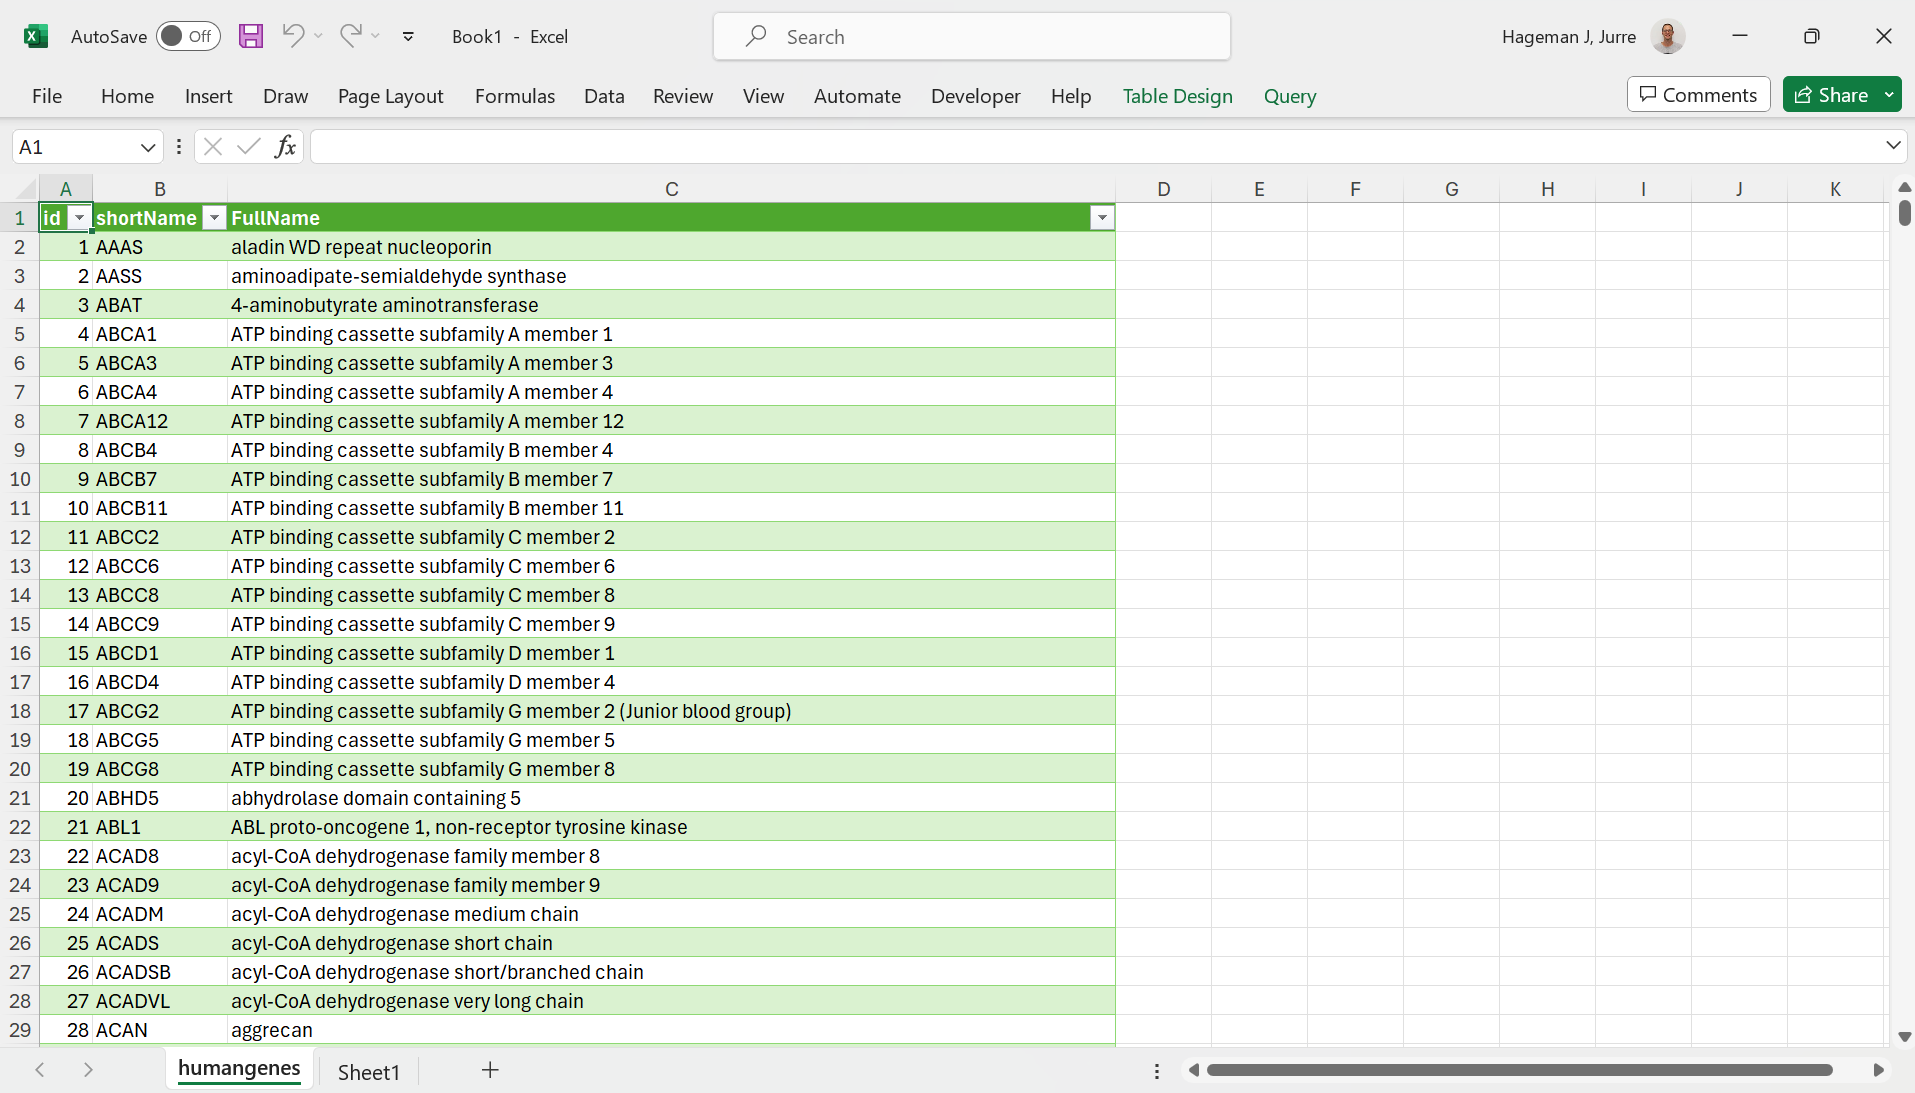 AutoSave Off Book1 - Excel Search Hageman J, Jurre
File Home Insert Draw Page Layout Formulas Data Review View Automate Developer Help Table Design Query Comments Share
A1 fx
A B C D E F G H I J K
1 id shortName FullName
2 1 AAAS aladin WD repeat nucleoporin
3 2 AASS aminoadipate-semialdehyde synthase
4 3 ABAT 4-aminobutyrate aminotransferase
5 4 ABCA1 ATP binding cassette subfamily A member 1
6 5 ABCA3 ATP binding cassette subfamily A member 3
7 6 ABCA4 ATP binding cassette subfamily A member 4
8 7 ABCA12 ATP binding cassette subfamily A member 12
9 8 ABCB4 ATP binding cassette subfamily B member 4
10 9 ABCB7 ATP binding cassette subfamily B member 7
11 10 ABCB11 ATP binding cassette subfamily B member 11
12 11 ABCC2 ATP binding cassette subfamily C member 2
13 12 ABCC6 ATP binding cassette subfamily C member 6
14 13 ABCC8 ATP binding cassette subfamily C member 8
15 14 ABCC9 ATP binding cassette subfamily C member 9
16 15 ABCD1 ATP binding cassette subfamily D member 1
17 16 ABCD4 ATP binding cassette subfamily D member 4
18 17 ABCG2 ATP binding cassette subfamily G member 2 (Junior blood group)
19 18 ABCG5 ATP binding cassette subfamily G member 5
20 19 ABCG8 ATP binding cassette subfamily G member 8
21 20 ABHD5 abhydrolase domain containing 5
22 21 ABL1 ABL proto-oncogene 1, non-receptor tyrosine kinase
23 22 ACAD8 acyl-CoA dehydrogenase family member 8
24 23 ACAD9 acyl-CoA dehydrogenase family member 9
25 24 ACADM acyl-CoA dehydrogenase medium chain
26 25 ACADS acyl-CoA dehydrogenase short chain
27 26 ACADSB acyl-CoA dehydrogenase short/branched chain
28 27 ACADVL acyl-CoA dehydrogenase very long chain
29 28 ACAN aggrecan
humangenes Sheet1